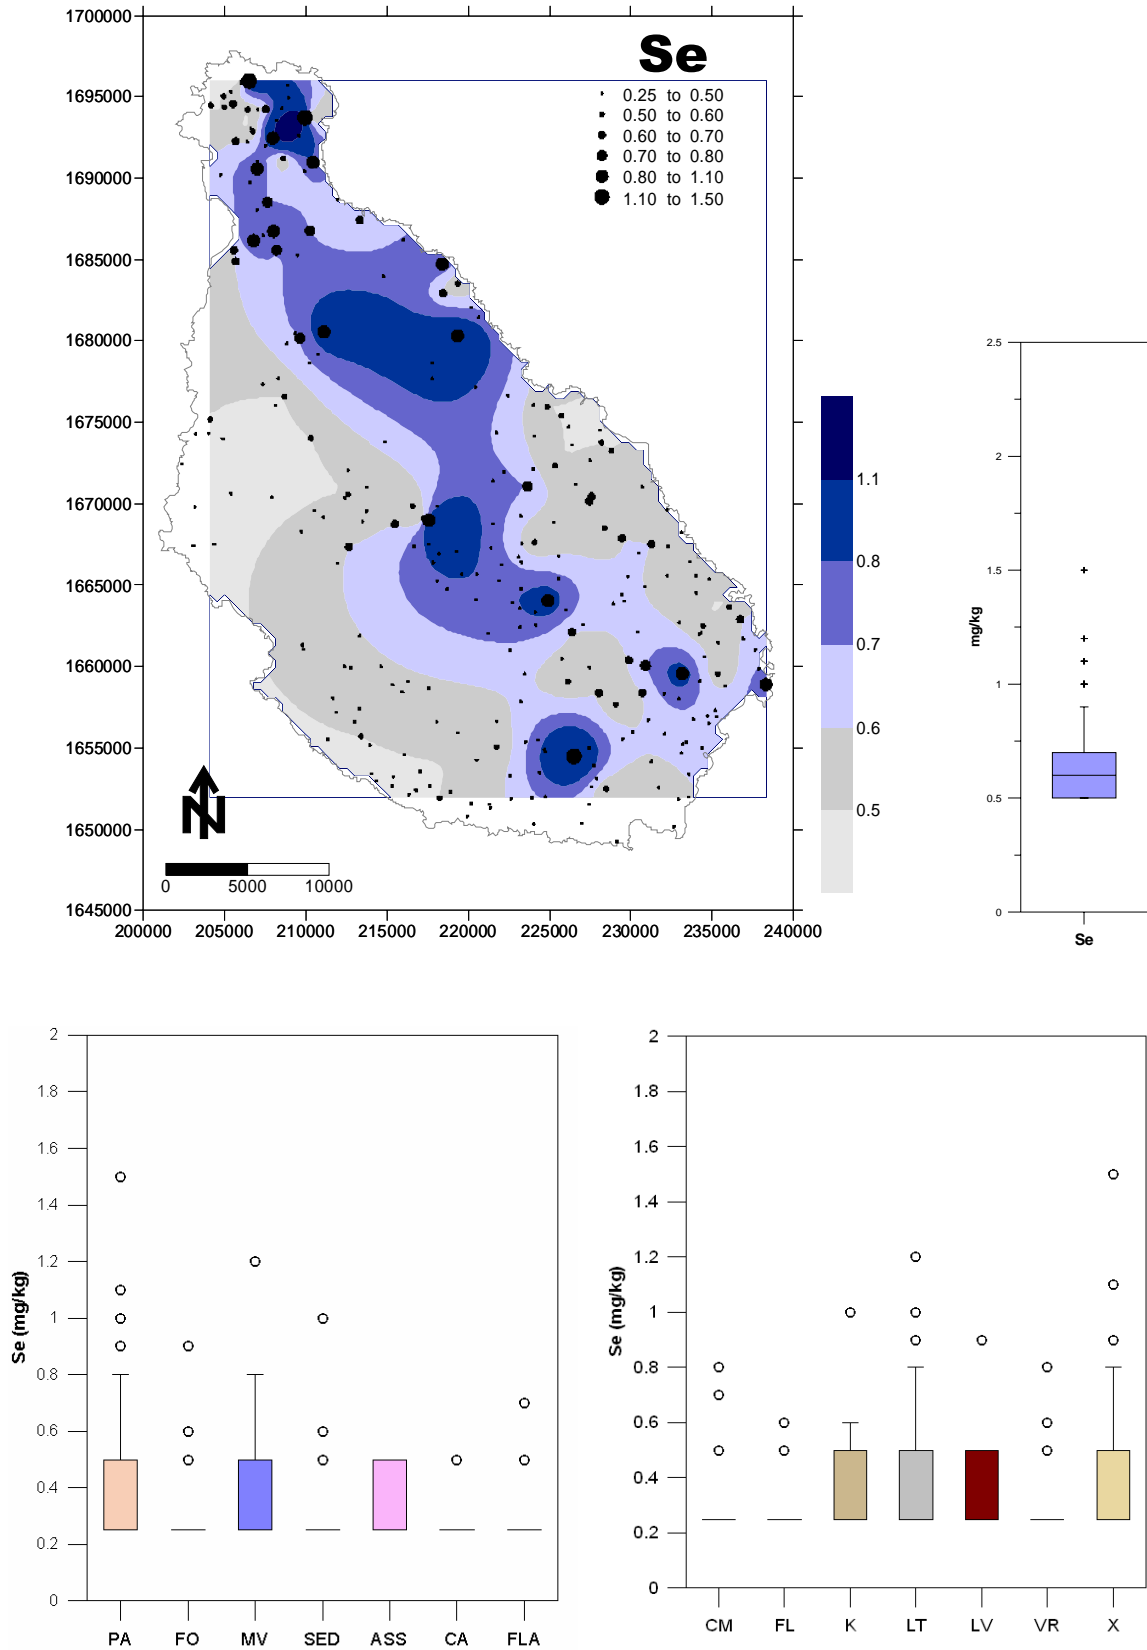 Se
1700000
1695000
1690000
1685000
1680000
1675000
1670000
1665000
1660000
1655000
1650000
1645000
200000 205000 210000 215000 220000 225000 230000 235000 240000
0.25 to 0.50
0.50 to 0.60
0.60 to 0.70
0.70 to 0.80
0.80 to 1.10
1.10 to 1.50
N
0 5000 10000
1.1
0.8
0.7
0.6
0.5
2.5
2
1.5
1
0.5
0
mg/kg
Se
2
1.8
1.6
1.4
1.2
1
0.8
0.6
0.4
0.2
0
Se (mg/kg)
PA FO MV SED ASS CA FLA
2
1.8
1.6
1.4
1.2
1
0.8
0.6
0.4
0.2
0
Se (mg/kg)
CM FL K LT LV VR X